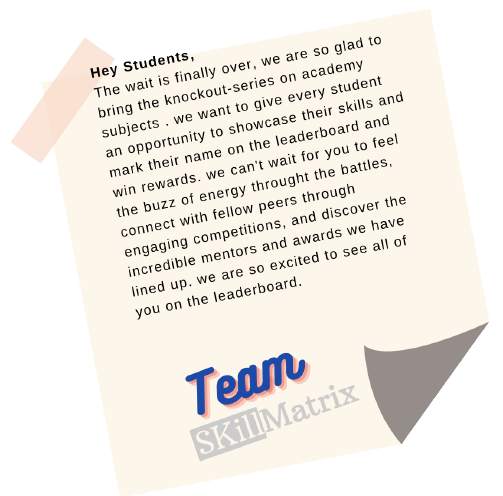 Hey Students,
The wait is finally over, we are so glad to
bring the knockout-series on academy
subjects . we want to give every student
an opportunity to showcase their skills and
mark their name on the leaderboard and
win rewards. we can't wait for you to feel
the buzz of energy throught the battles,
connect with fellow peers through
engaging competitions, and discover the
incredible mentors and awards we have
lined up. we are so excited to see all of
you on the leaderboard.
Team
SKillMatrix